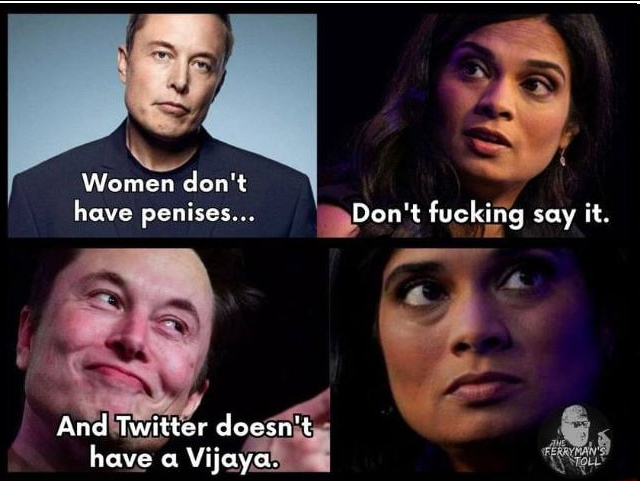 Women don't
have penises...
Don't fucking say it.
And Twitter doesn't
have a Vijaya.
THE
FERRYMAN'S
TOLL